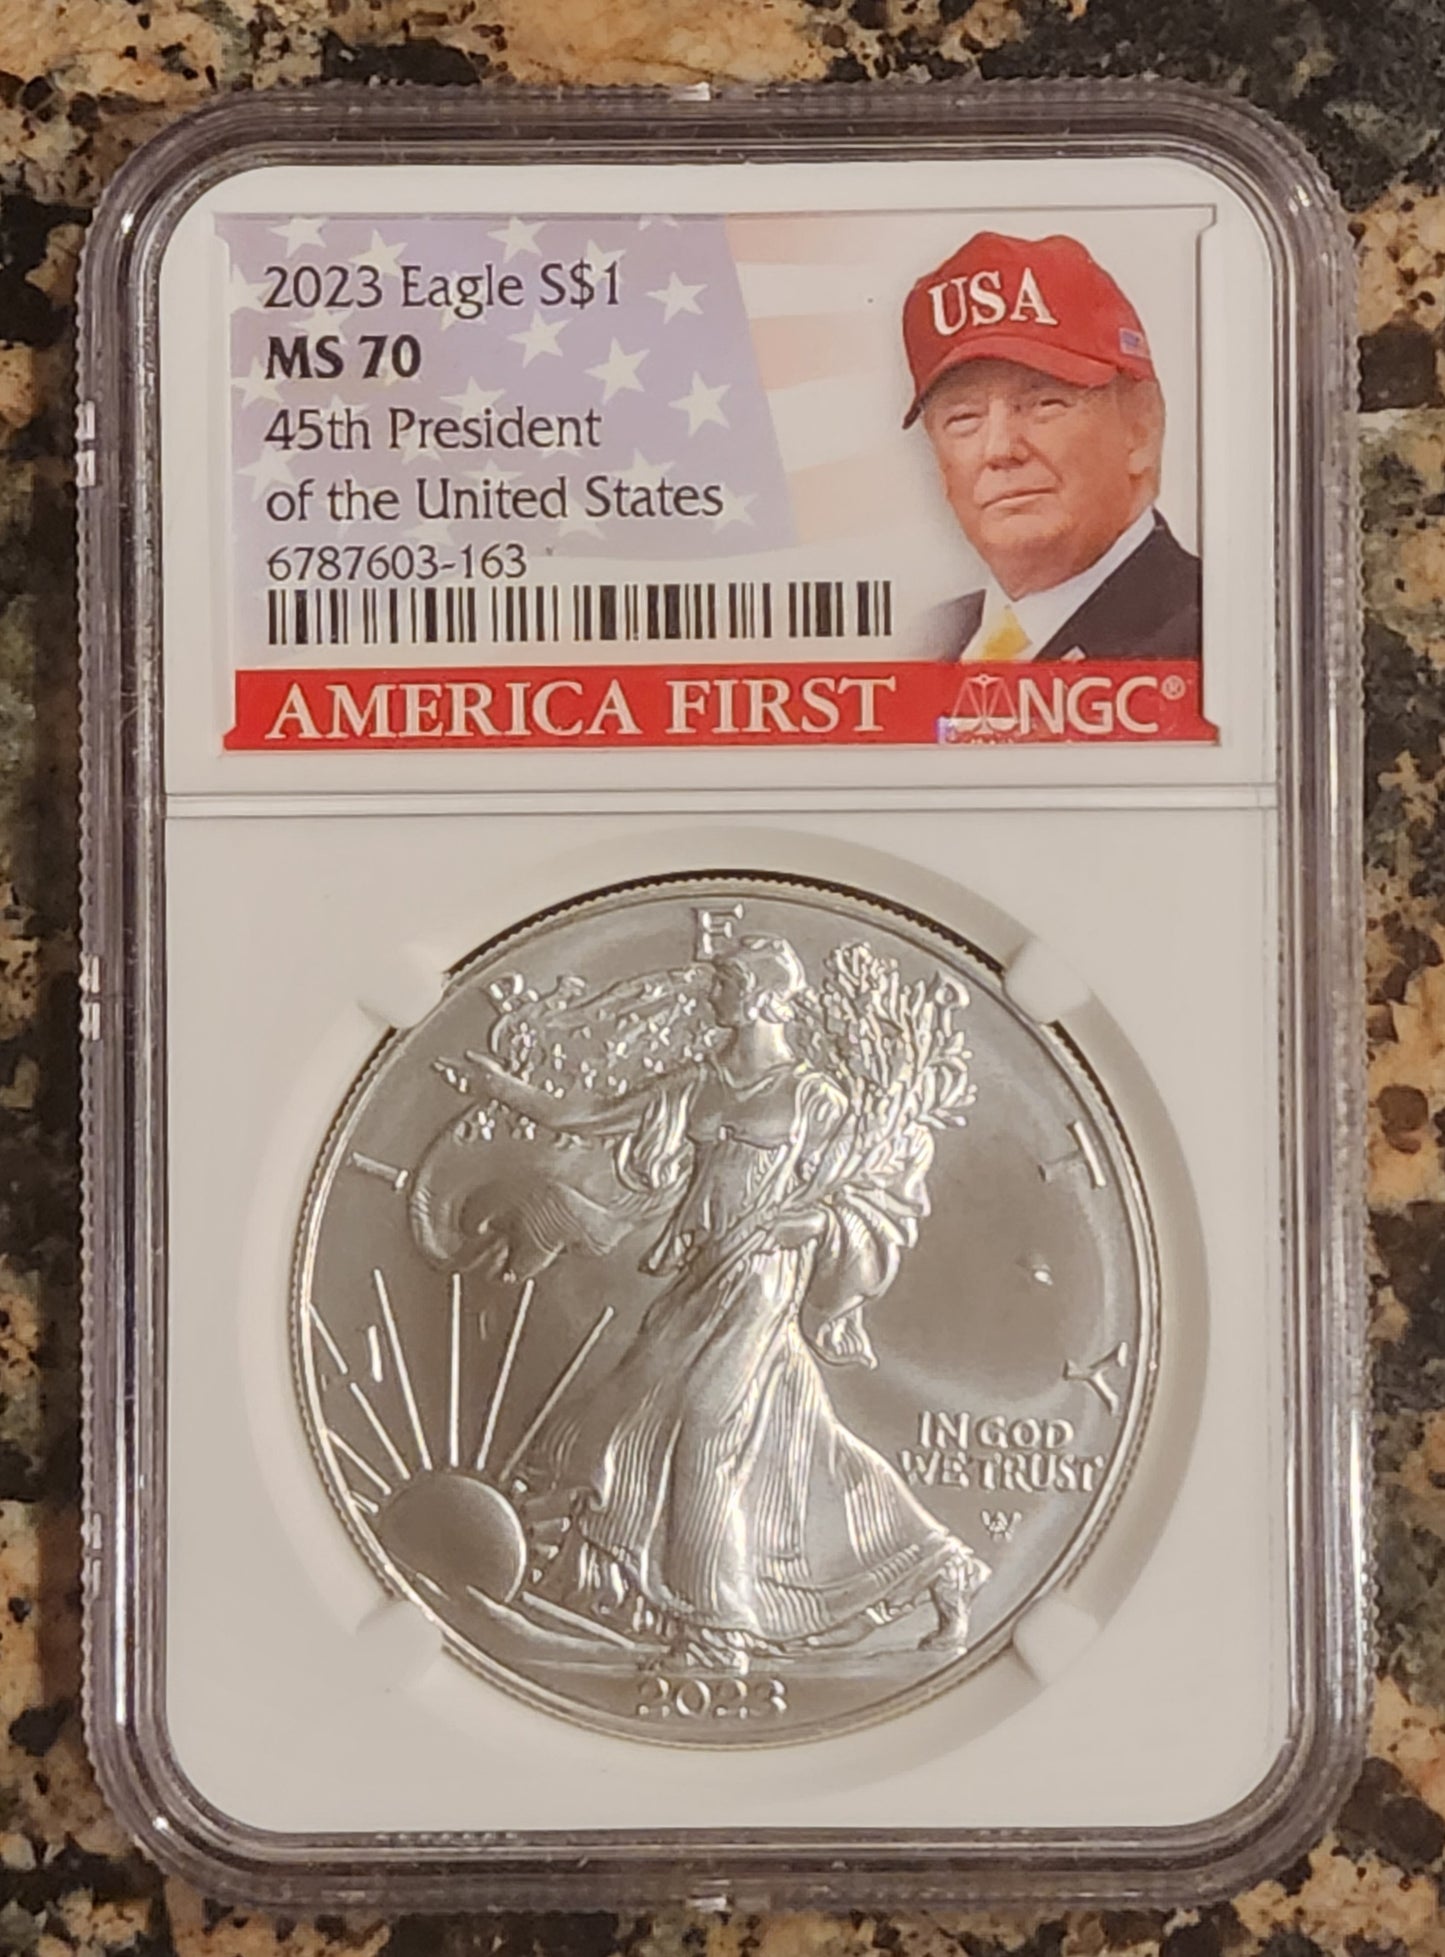 2023 Eagle S$1
MS 70
45th President
of the United States
6787603-163
USA
AMERICA FIRST NGC®
LIBERTY
IN GOD
WE TRUST
AW
2023